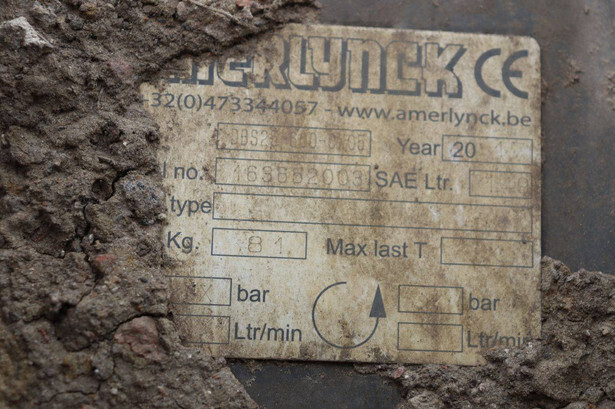 AMERLYNCK CE
+32(0)473344057 - www.amerlynck.be
Year 20
l no. 168882003 SAE Ltr.
type
Kg. 81 Max last T
bar bar
Ltr/min Ltr/min